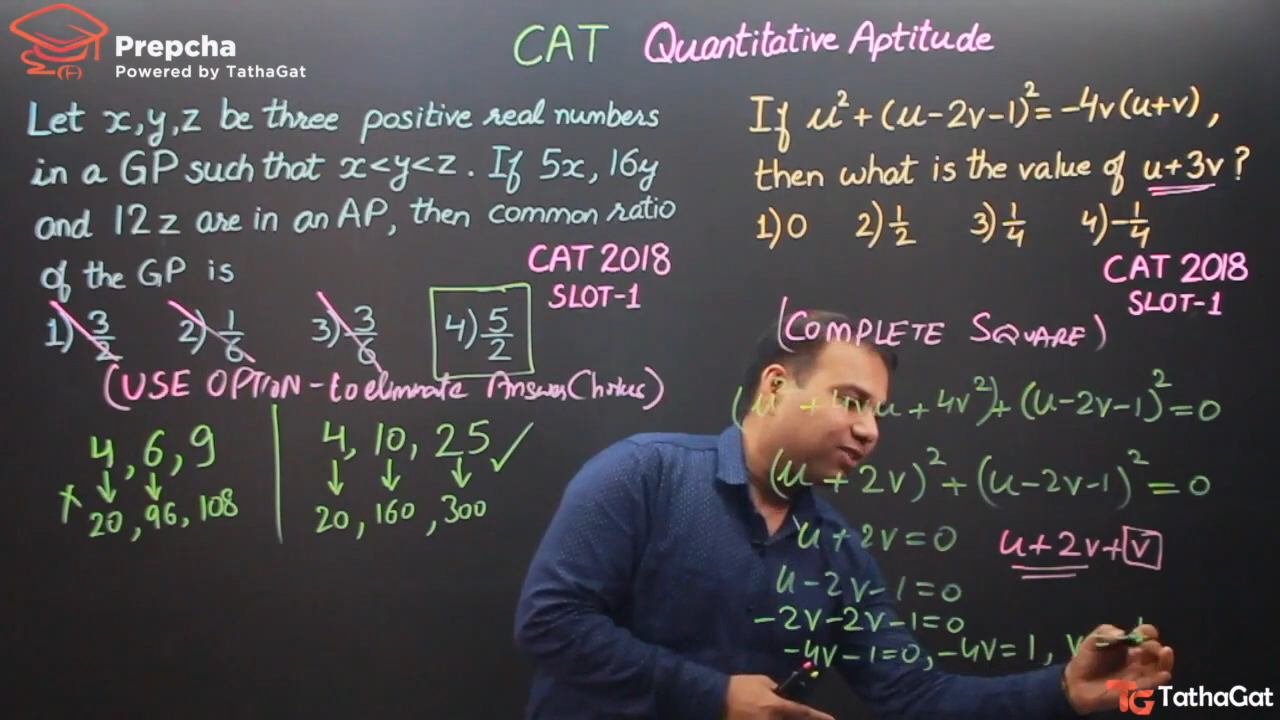 Prepcha
Powered by TathaGat
CAT Quantitative Aptitude
Let x,y,z be three positive real numbers
in a GP such that x<y<z. If 5x, 16y
and 12z are in an AP, then common ratio
of the GP is
CAT 2018
SLOT-1
1) 3/2 2) 1/6 3) 3/6 4) 5/2
(USE OPTION - to eliminate Answer Choices)
4, 6, 9
× 20, 96, 108
4, 10, 25 ✓
20, 160, 300
If u² + (u-2v-1)² = -4v(u+v),
then what is the value of u+3v?
1) 0 2) 1/2 3) 1/4 4) -1/4
CAT 2018
SLOT-1
(COMPLETE SQUARE)
u + 4v²) + (u-2v-1)² = 0
(u + 2v)² + (u-2v-1)² = 0
u + 2v = 0 u + 2v + v
u - 2v - 1 = 0
-2v - 2v - 1 = 0
-4v - 1 = 0, -4v = 1, v =
TG TathaGat